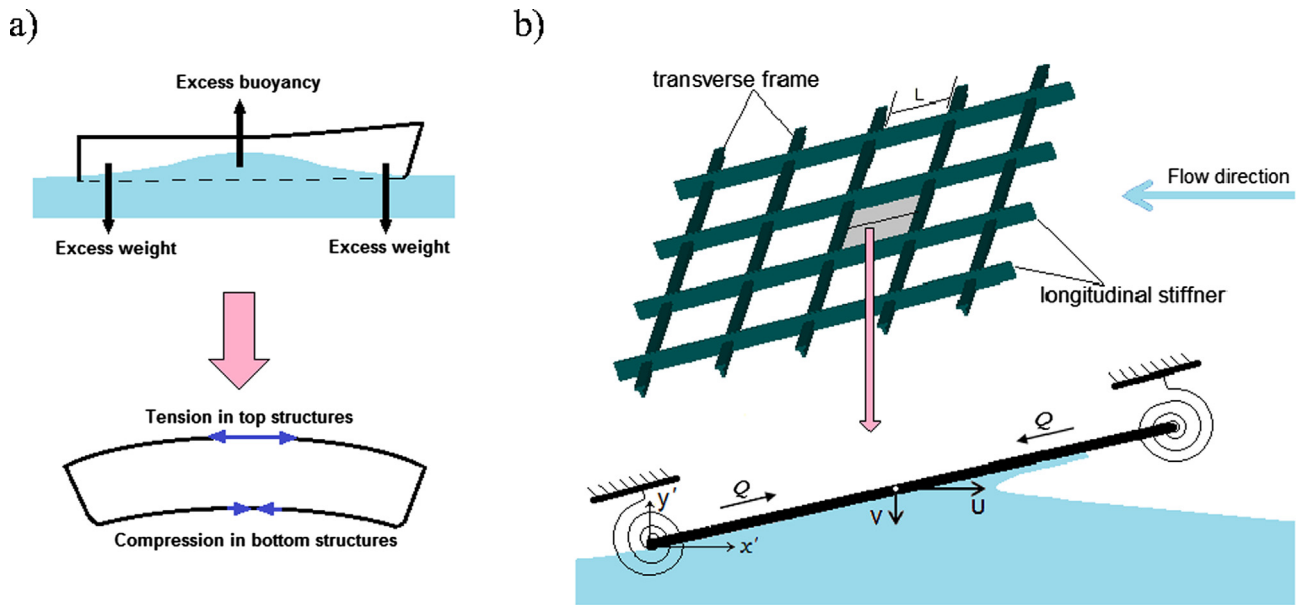 a)
Excess buoyancy
Excess weight
Excess weight
Tension in top structures
Compression in bottom structures
b)
transverse frame
L
Flow direction
longitudinal stiffner
Q
Q
y'
x'
V
U